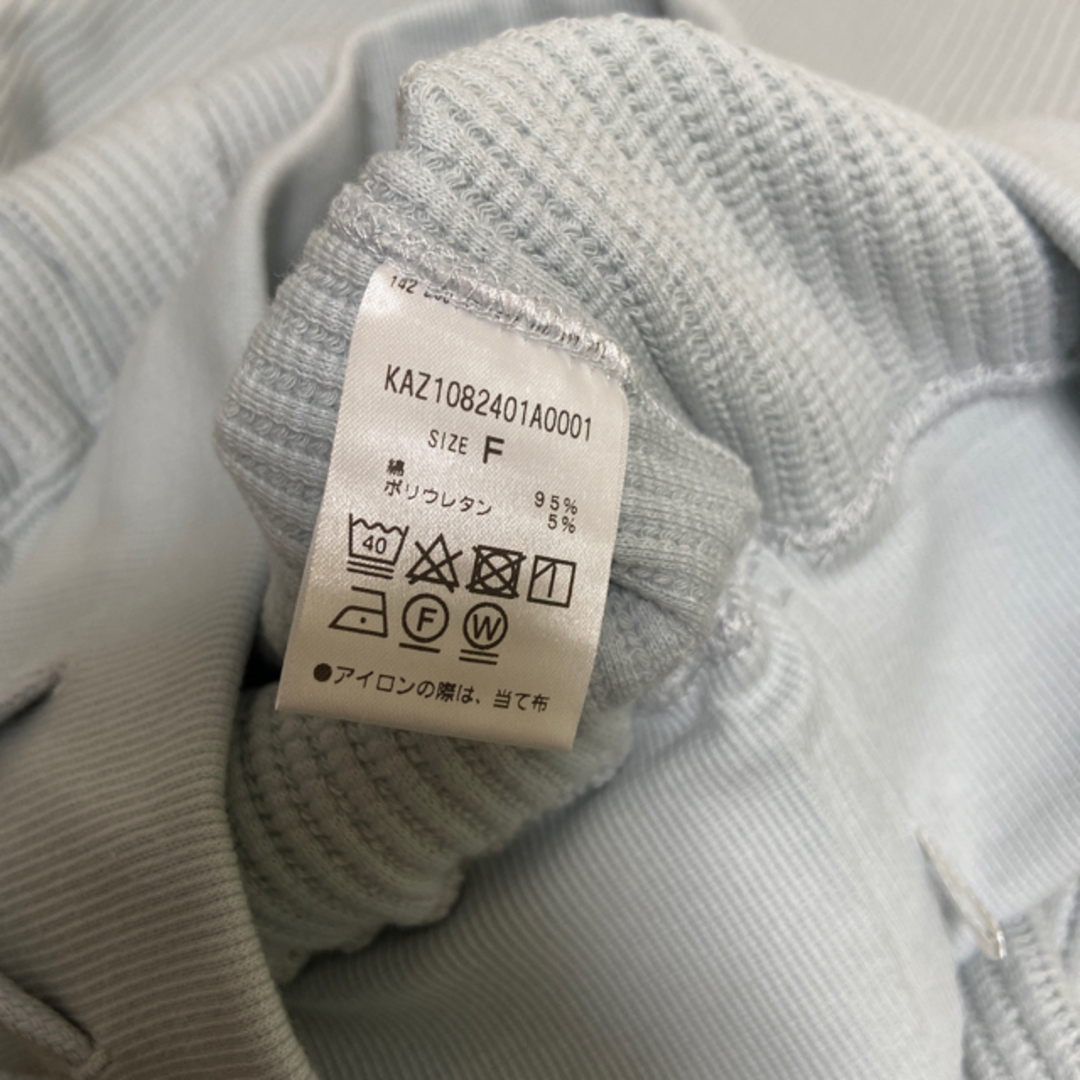 KAZ1082401A0001
SIZE F
綿 95%
ポリウレタン 5%
40
F W
●アイロンの際は、当て布